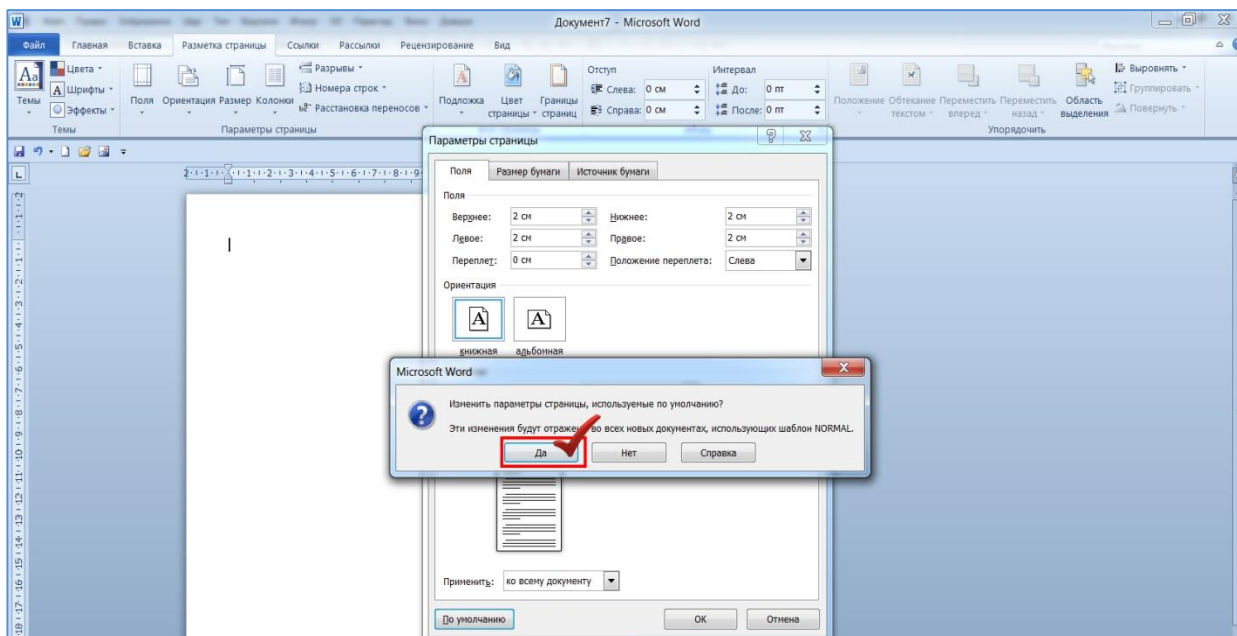 Документ7 - Microsoft Word
Файл Главная Вставка Разметка страницы Ссылки Рассылки Рецензирование Вид
Aa
Темы
Цвета
Шрифты
Эффекты
Темы
Поля Ориентация Размер Колонки
Разрывы
Номера строк
Расстановка переносов
Параметры страницы
Подложка Цвет страницы Границы страниц
Отступ
Слева: 0 см
Справа: 0 см
Интервал
До: 0 пт
После: 0 пт
Положение Обтекание текстом Переместить вперед Переместить назад Область выделения
Выровнять
Группировать
Повернуть
Упорядочить
Параметры страницы
Поля Размер бумаги Источник бумаги
Поля
Верхнее: 2 см Нижнее: 2 см
Левое: 2 см Правое: 2 см
Переплет: 0 см Положение переплета: Слева
Ориентация
книжная альбомная
Microsoft Word
Изменить параметры страницы, используемые по умолчанию?
Эти изменения будут отраже во всех новых документах, использующих шаблон NORMAL.
Да Нет Справка
Применить: ко всему документу
По умолчанию ОК Отмена